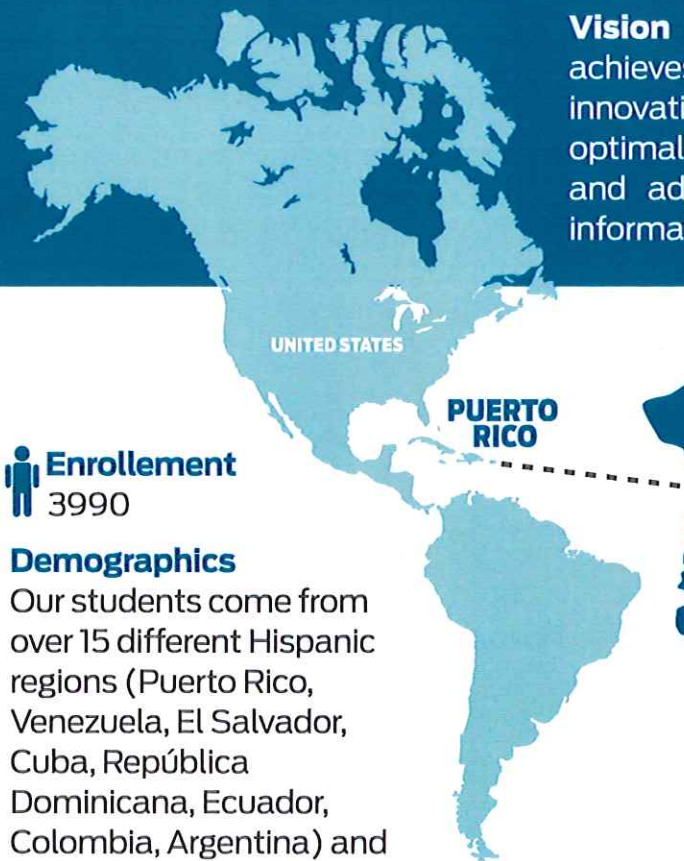 Vision
achieves
innovati
optimal
and ad
informa
UNITED STATES
PUERTO
RICO
Enrollement
3990
Demographics
Our students come from
over 15 different Hispanic
regions (Puerto Rico,
Venezuela, El Salvador,
Cuba, República
Dominicana, Ecuador,
Colombia, Argentina) and